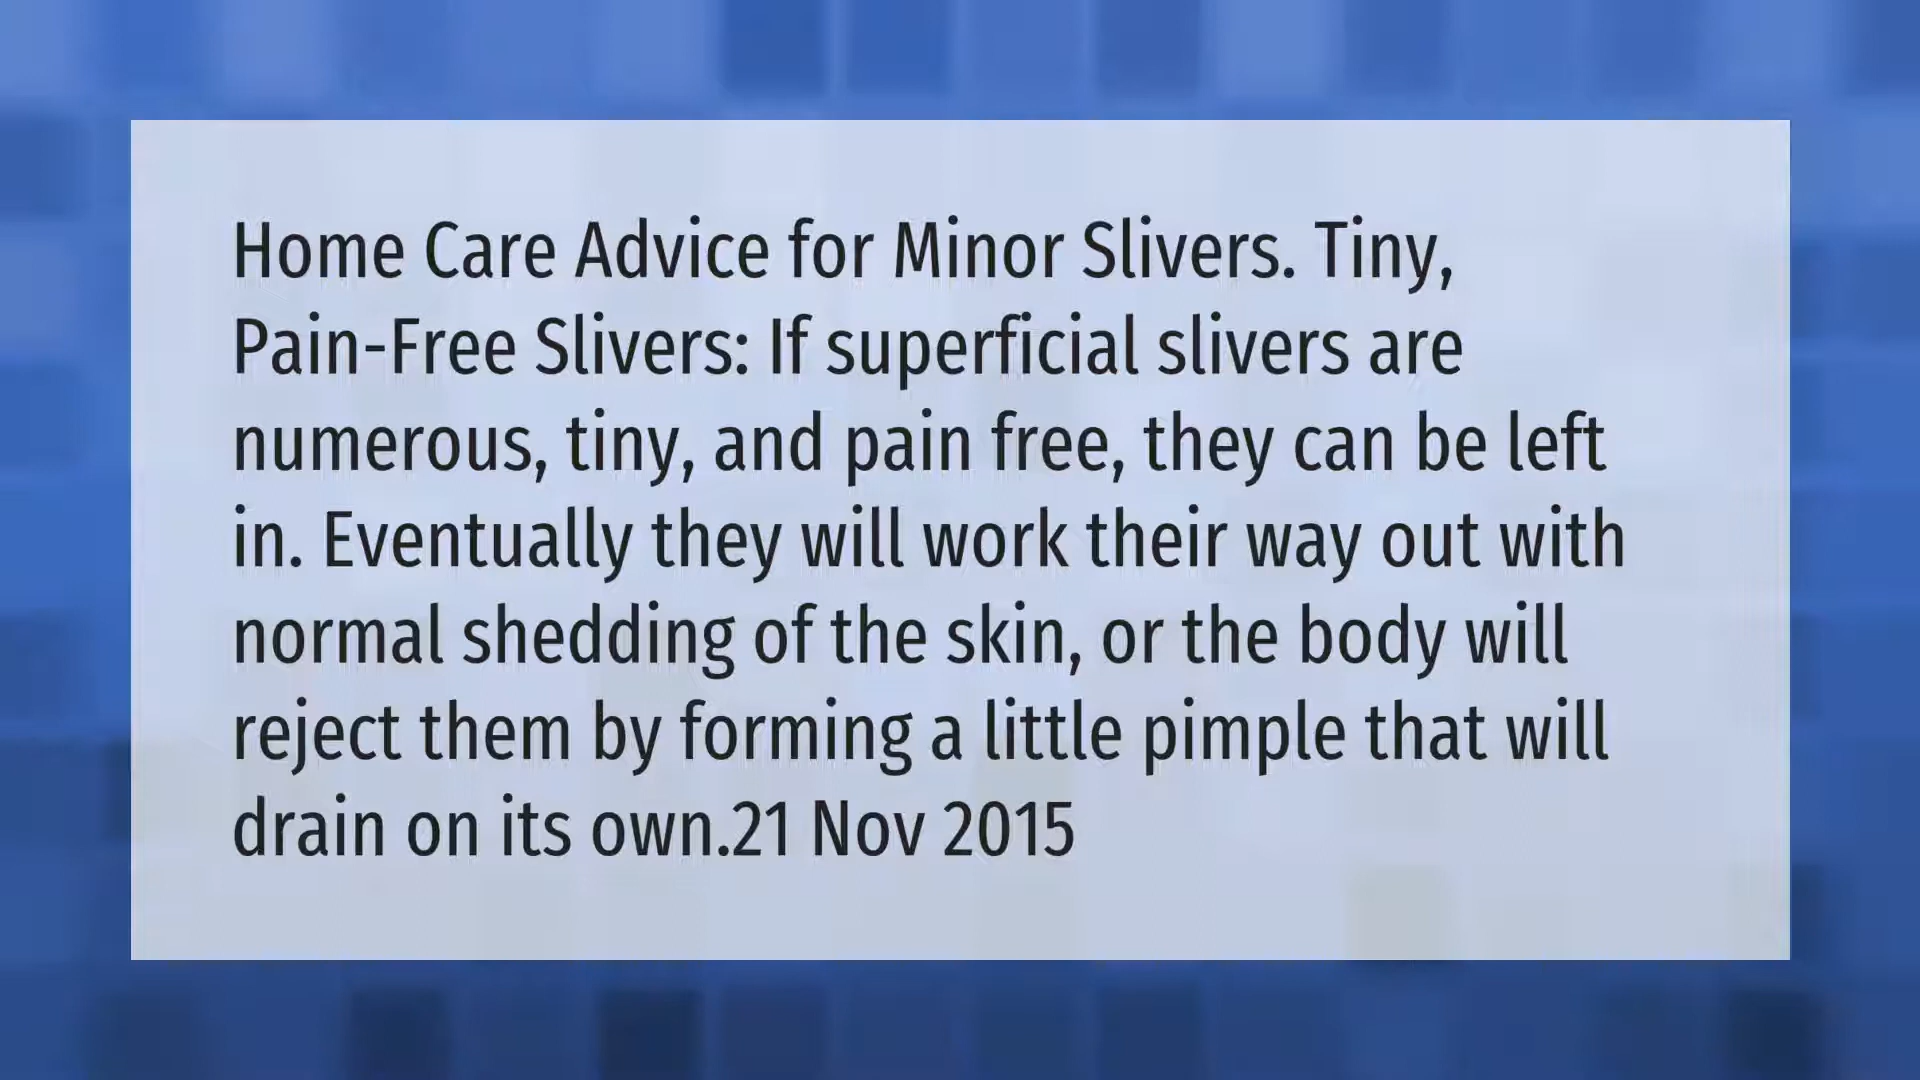 Home Care Advice for Minor Slivers. Tiny,
Pain-Free Slivers: If superficial slivers are
numerous, tiny, and pain free, they can be left
in. Eventually they will work their way out with
normal shedding of the skin, or the body will
reject them by forming a little pimple that will
drain on its own.21 Nov 2015